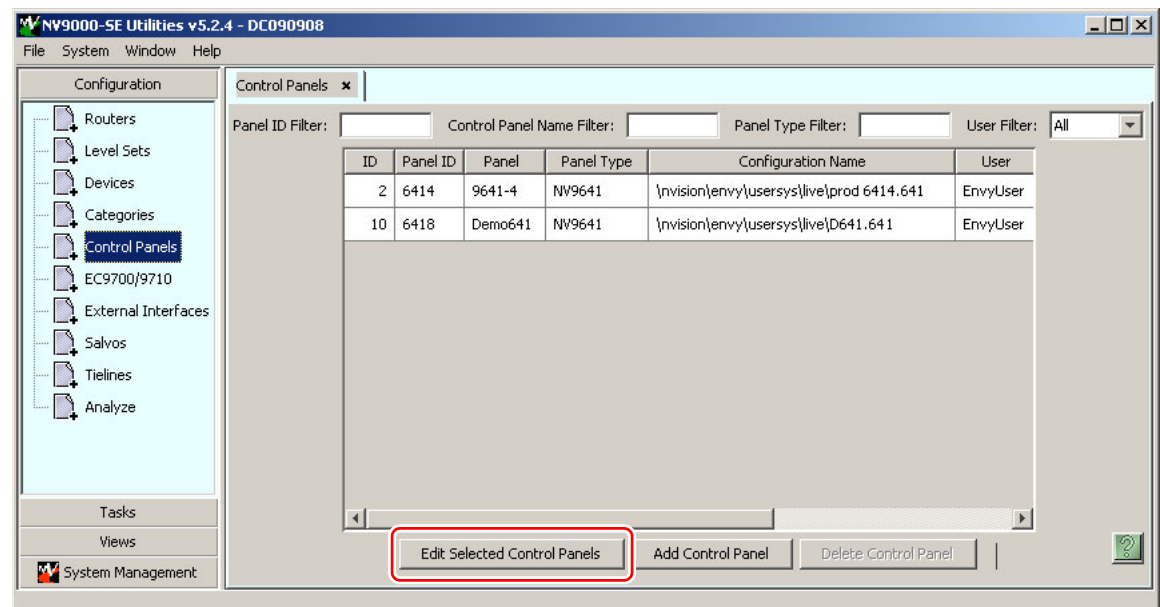 NV9000-SE Utilities v5.2.4 - DC090908
File System Window Help
Configuration
Routers
Level Sets
Devices
Categories
Control Panels
EC9700/9710
External Interfaces
Salvos
Tielines
Analyze
Tasks
Views
System Management
Control Panels
Panel ID Filter: Control Panel Name Filter: Panel Type Filter: User Filter: All
ID Panel ID Panel Panel Type Configuration Name User
2 6414 9641-4 NV9641 \nvision\envy\usersys\live\prod 6414.641 EnvyUser
10 6418 Demo641 NV9641 \nvision\envy\usersys\live\D641.641 EnvyUser
Edit Selected Control Panels Add Control Panel Delete Control Panel
?